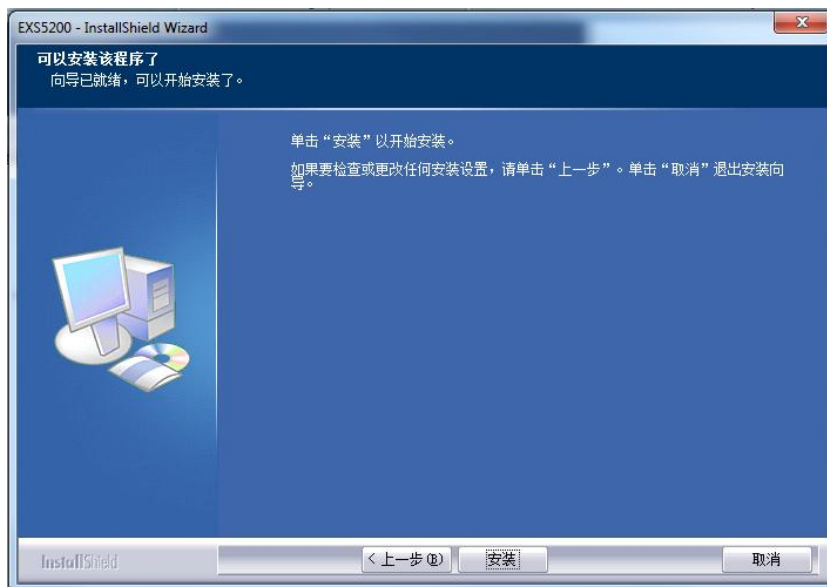 EXS5200 - InstallShield Wizard
可以安装该程序了
向导已就绪，可以开始安装了。
单击“安装”以开始安装。
如果要检查或更改任何安装设置，请单击“上一步”。单击“取消”退出安装向
导。
InstallShield
<上一步(B) 安装 取消